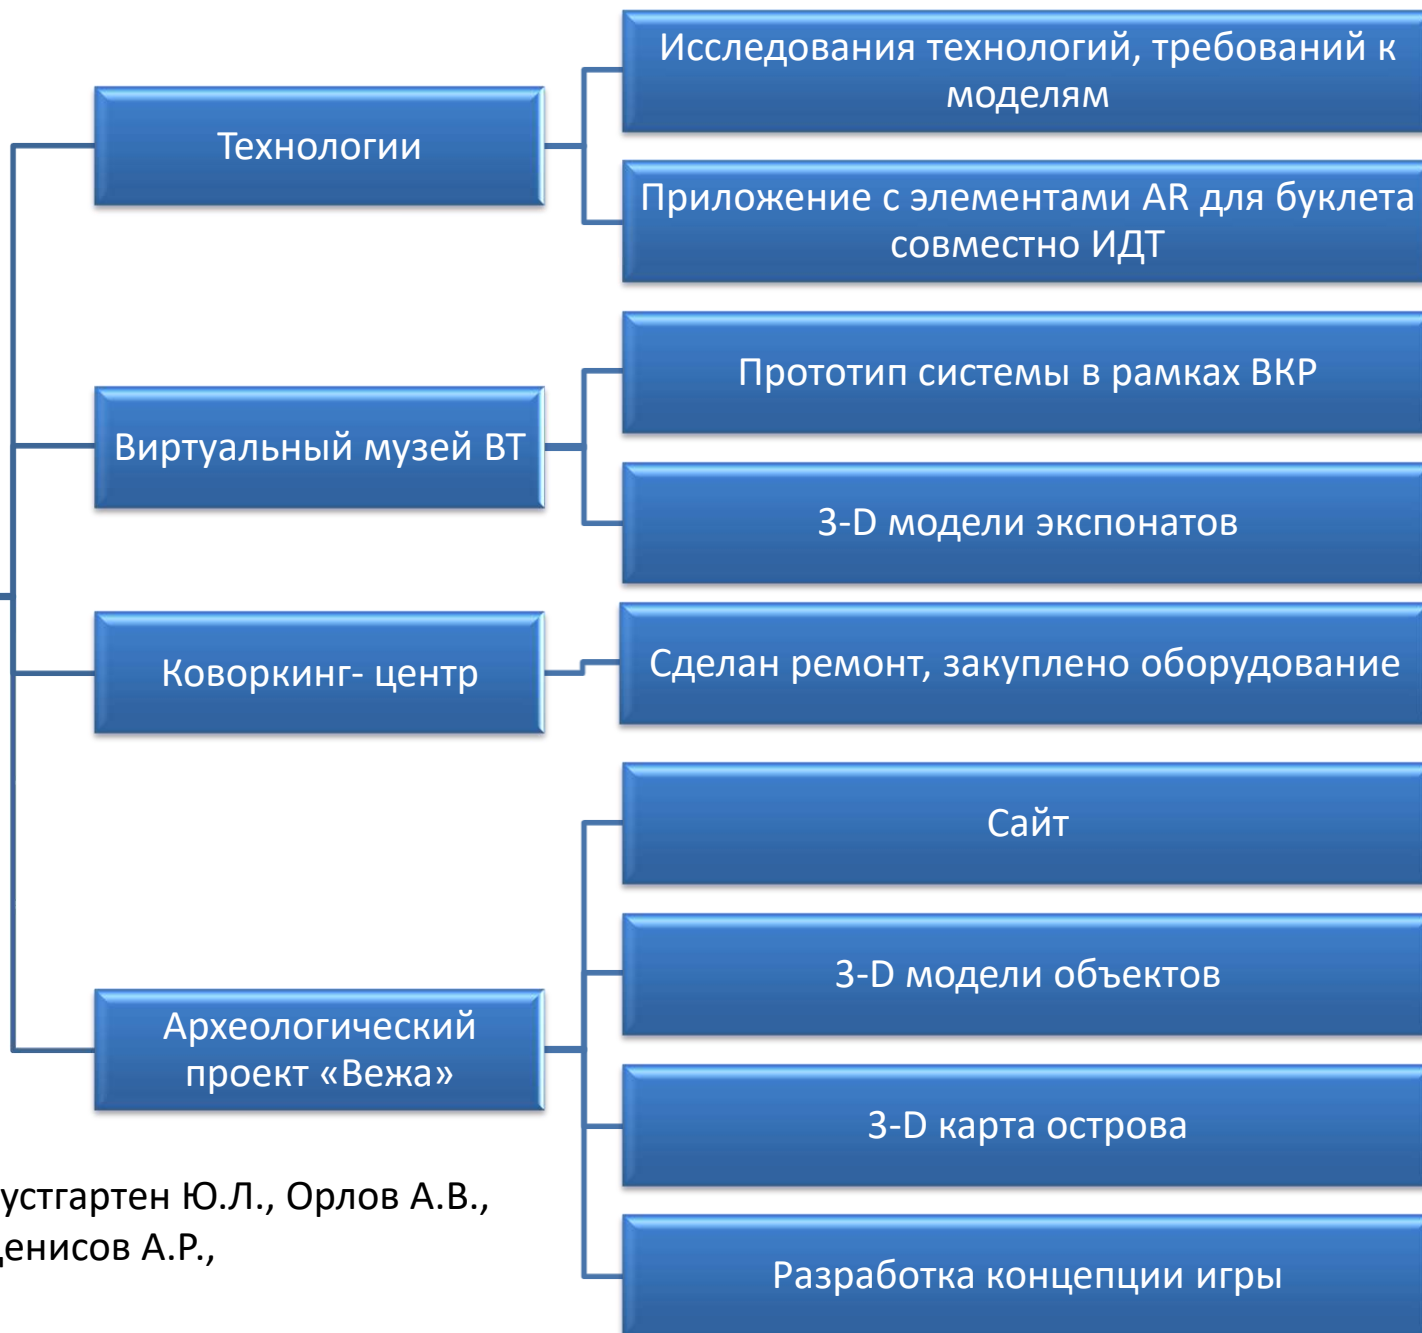 Технологии
Исследования технологий, требований к
моделям
Приложение с элементами AR для буклета
совместно ИДТ
Виртуальный музей ВТ
Прототип системы в рамках ВКР
3-D модели экспонатов
Коворкинг- центр
Сделан ремонт, закуплено оборудование
Археологический
проект «Вежа»
Сайт
3-D модели объектов
3-D карта острова
Разработка концепции игры
Ю.Л., Орлов А.В.,
А.Р.,